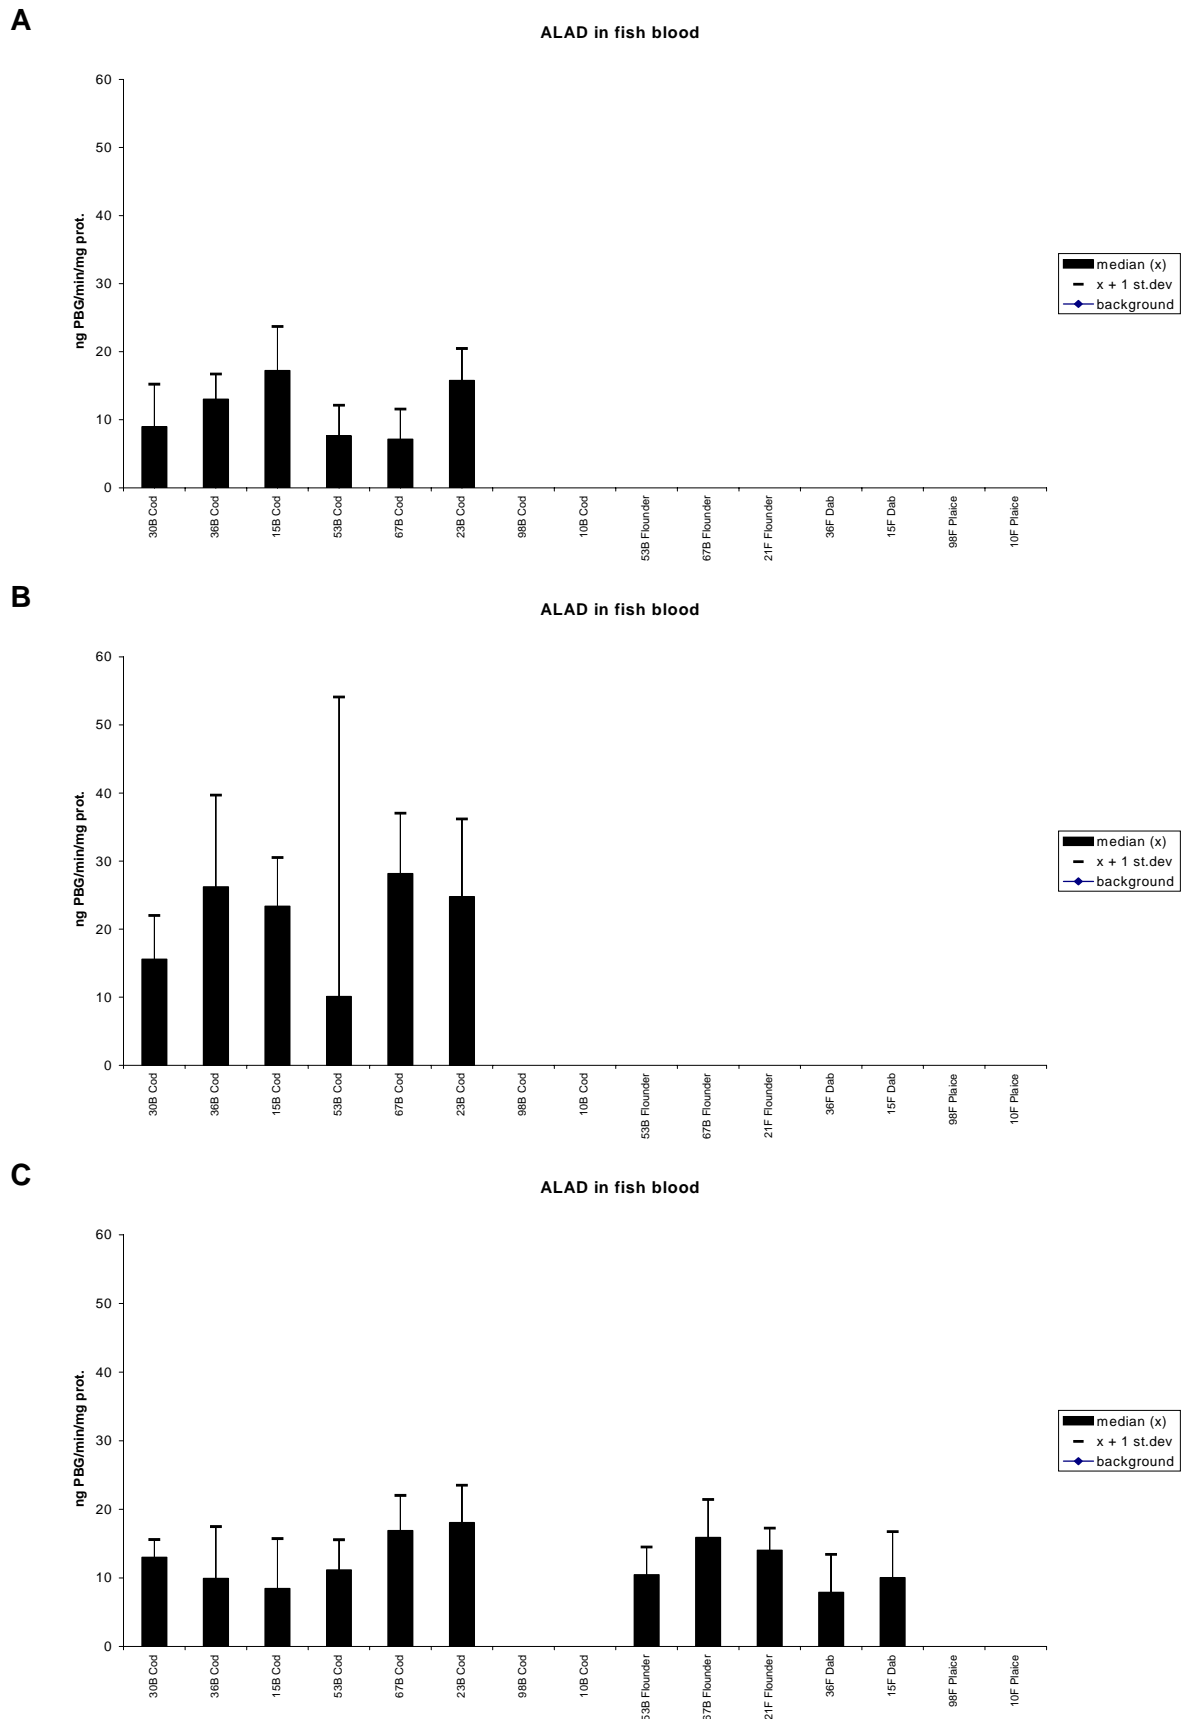 A
ALAD in fish blood
60
50
40
30
20
10
0
ng PBG/min/mg prot.
30B Cod
36B Cod
15B Cod
53B Cod
67B Cod
23B Cod
98B Cod
10B Cod
53B Flounder
67B Flounder
21F Flounder
36F Dab
15F Dab
98F Plaice
10F Plaice
median (x)
x + 1 st.dev
background
B
ALAD in fish blood
60
50
40
30
20
10
0
ng PBG/min/mg prot.
30B Cod
36B Cod
15B Cod
53B Cod
67B Cod
23B Cod
98B Cod
10B Cod
53B Flounder
67B Flounder
21F Flounder
36F Dab
15F Dab
98F Plaice
10F Plaice
median (x)
x + 1 st.dev
background
C
ALAD in fish blood
60
50
40
30
20
10
0
ng PBG/min/mg prot.
30B Cod
36B Cod
15B Cod
53B Cod
67B Cod
23B Cod
98B Cod
10B Cod
53B Flounder
67B Flounder
21F Flounder
36F Dab
15F Dab
98F Plaice
10F Plaice
median (x)
x + 1 st.dev
background